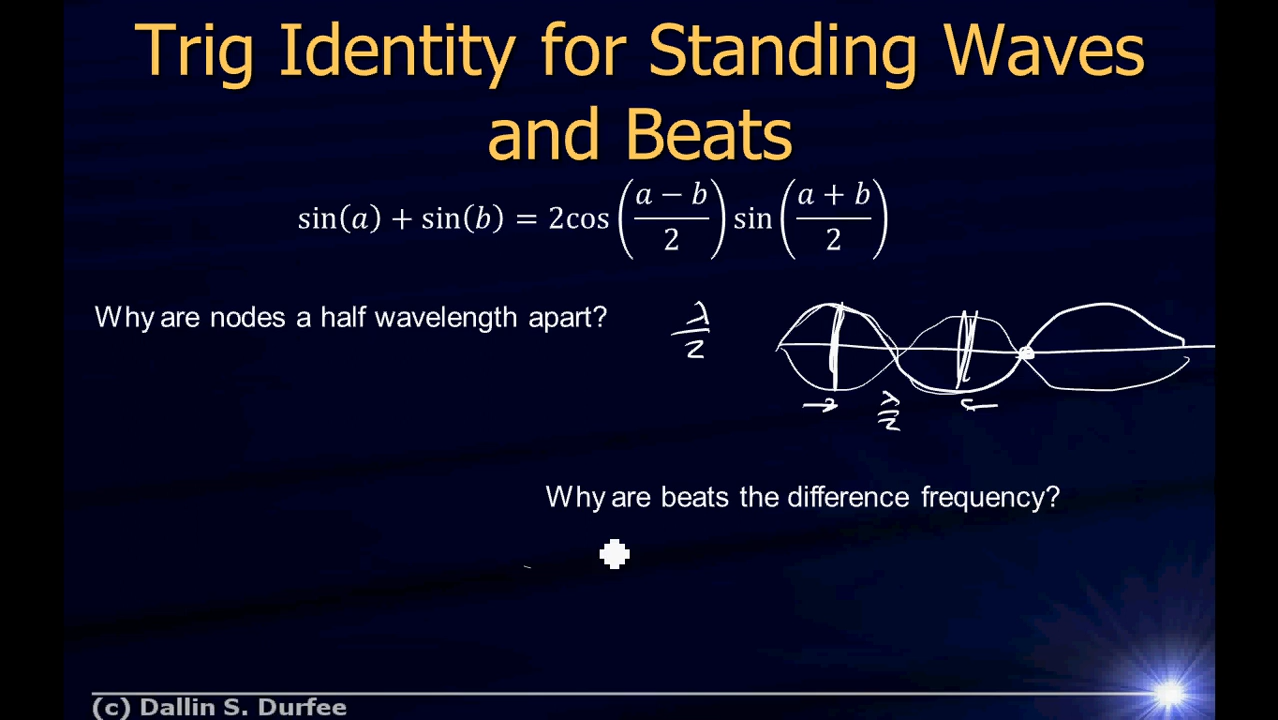 Trig Identity for Standing Waves
and Beats
sin(a) + sin(b) = 2cos((a − b)/2) sin((a + b)/2)
Why are nodes a half wavelength apart?
λ/2
λ/2
Why are beats the difference frequency?
(c) Dallin S. Durfee